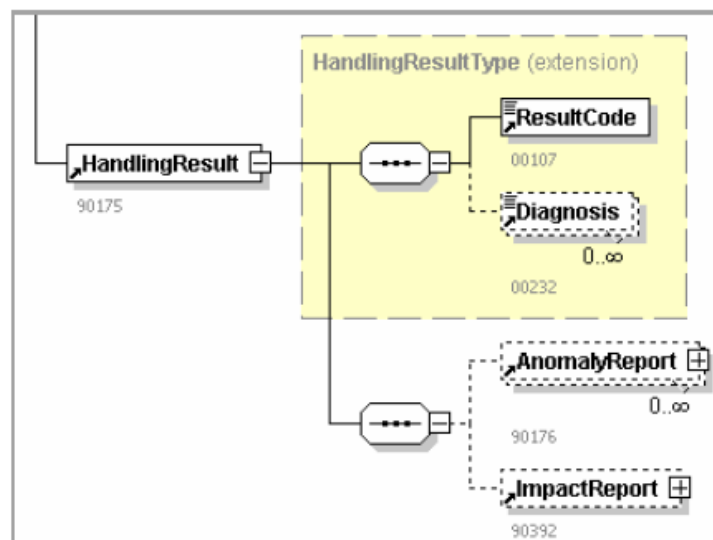 HandlingResultType (extension)
ResultCode
00107
HandlingResult
90175
Diagnosis
0..∞
00232
AnomalyReport
0..∞
90176
ImpactReport
90392